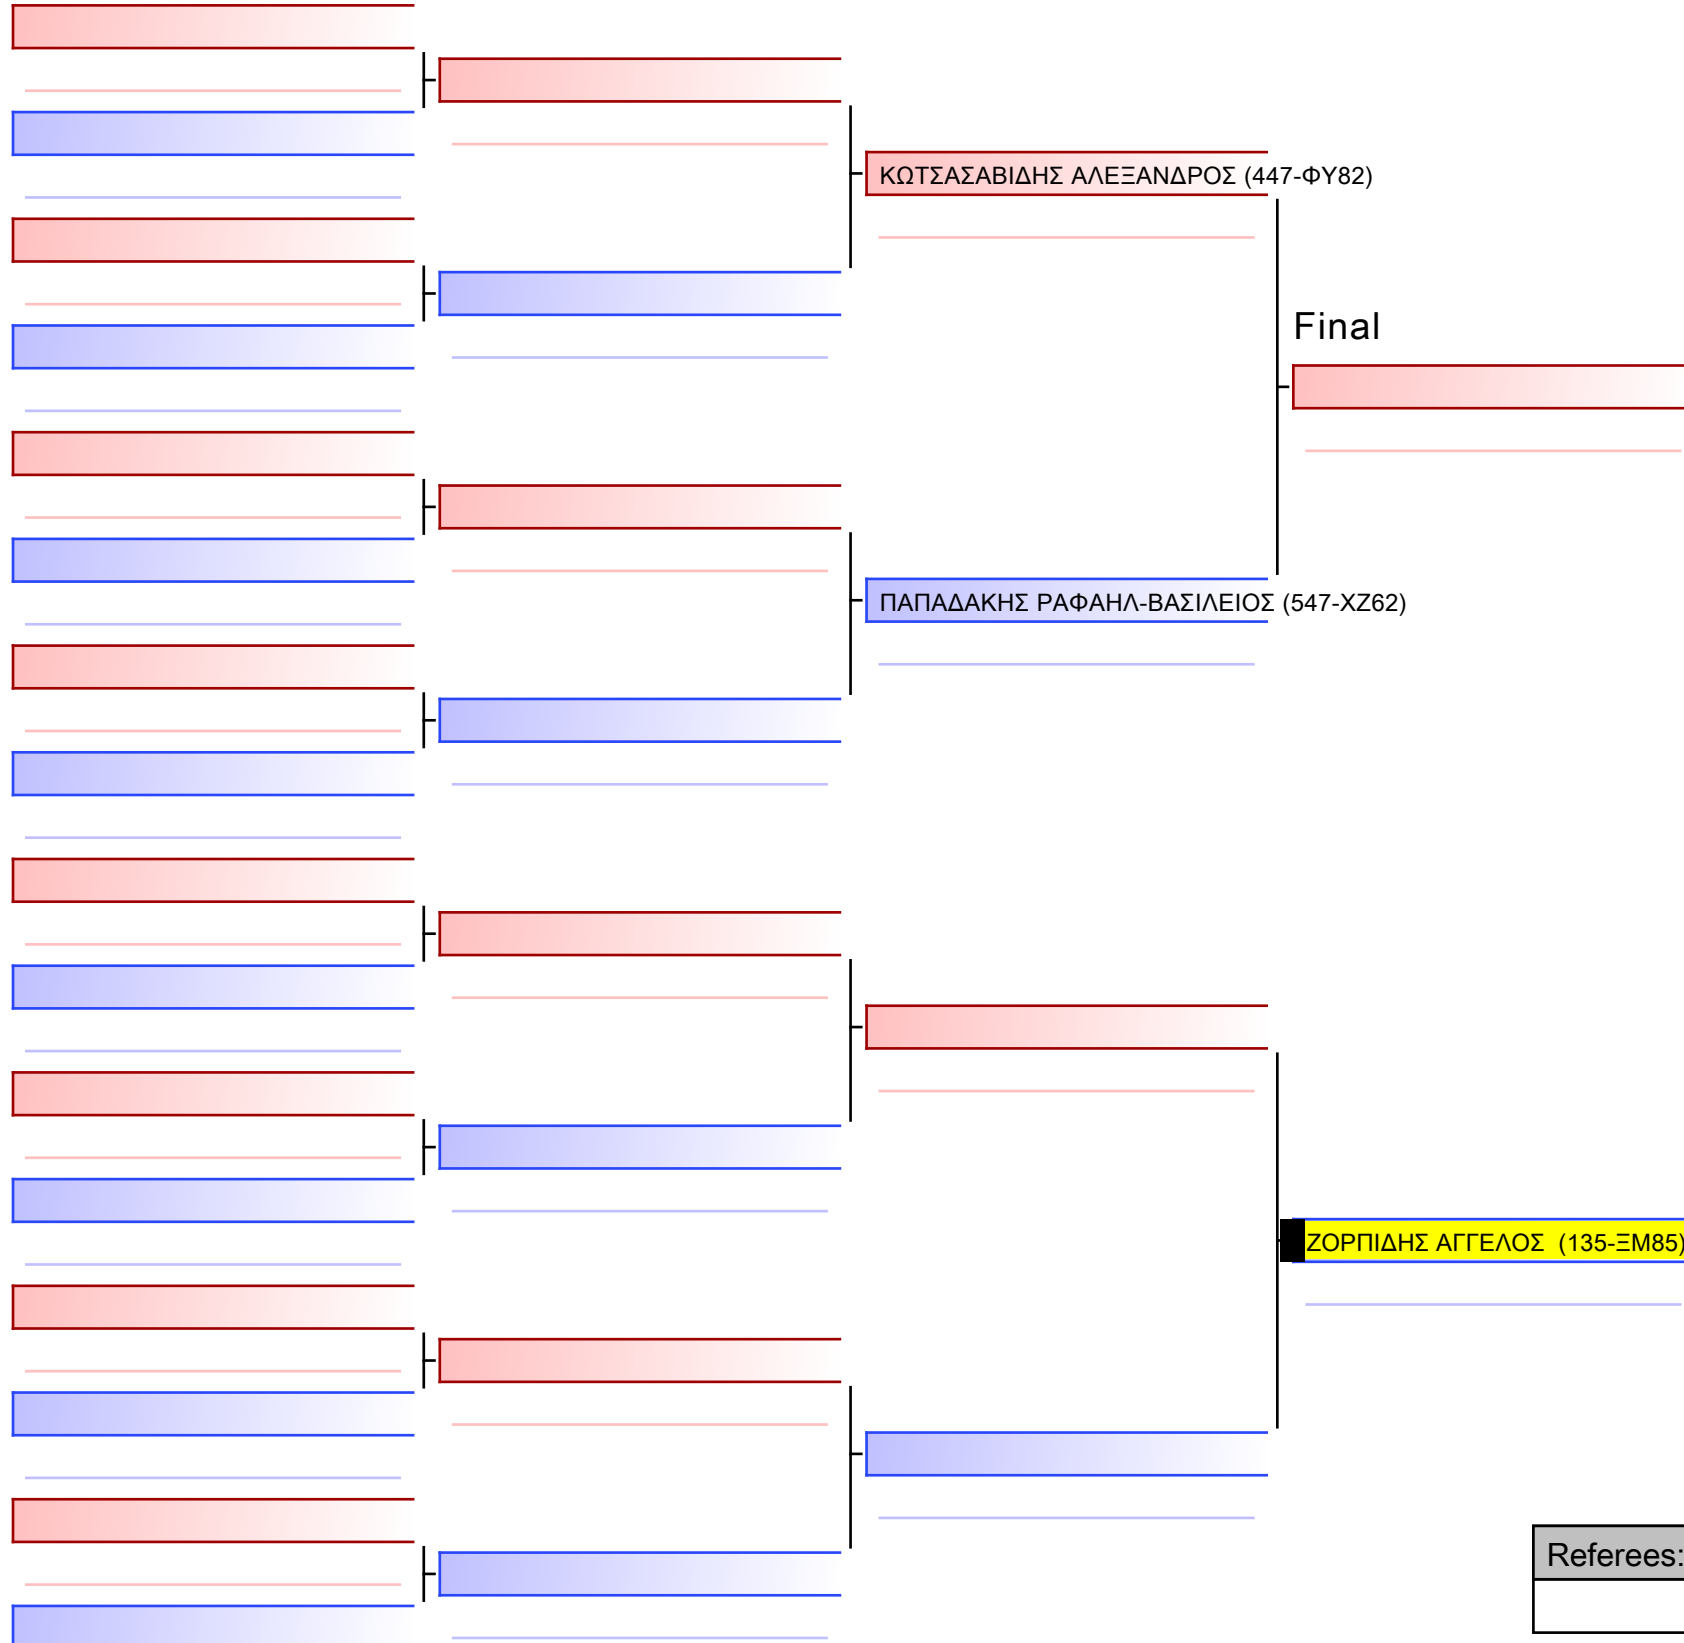 ΚΩΤΣΑΣΑΒΙΔΗΣ ΑΛΕΞΑΝΔΡΟΣ (447-ΦΥ82)
Final
ΠΑΠΑΔΑΚΗΣ ΡΑΦΑΗΛ-ΒΑΣΙΛΕΙΟΣ (547-ΧΖ62)
ΖΟΡΠΙΔΗΣ ΑΓΓΕΛΟΣ (135-ΞΜ85)
Referees: